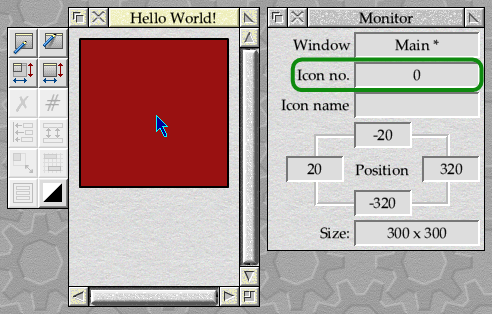 Hello World!
Monitor
Window Main *
Icon no. 0
Icon name
-20
20 Position 320
-320
Size: 300 x 300
#